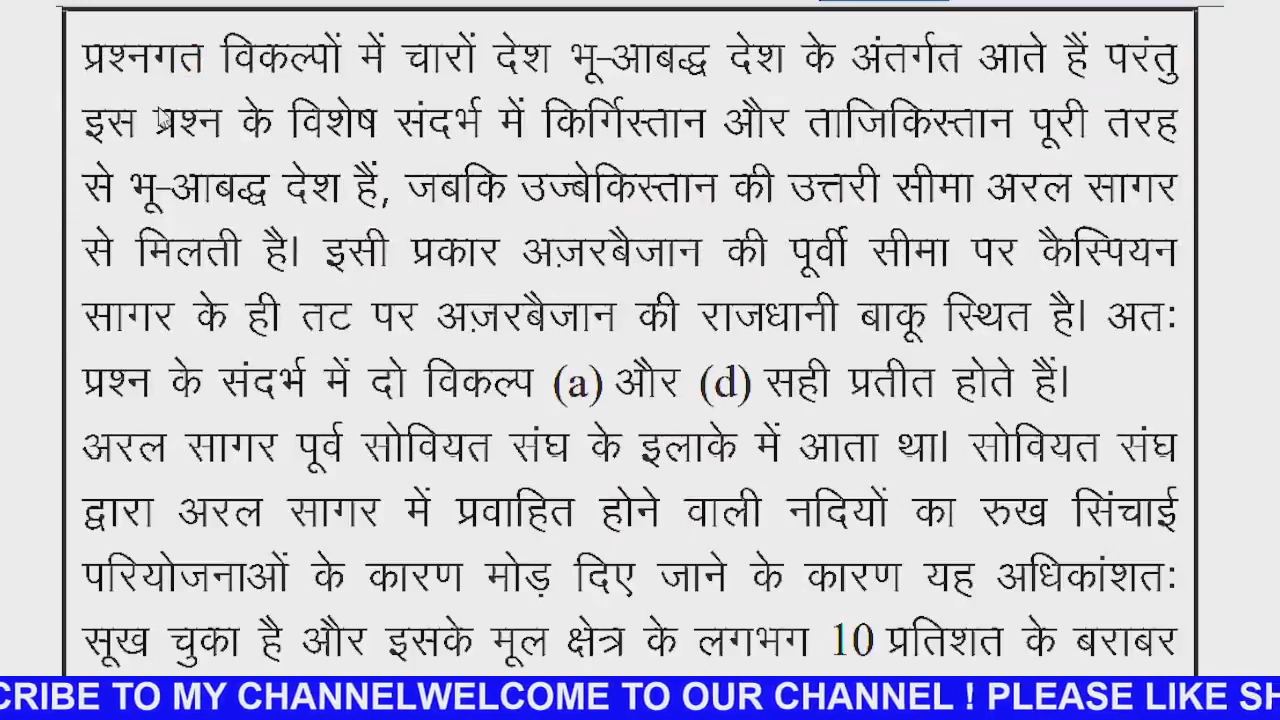 प्रश्नगत विकल्पों में चारों देश भू-आबद्ध देश के अंतर्गत आते हैं परंतु
इस प्रश्न के विशेष संदर्भ में किर्गिस्तान और ताजिकिस्तान पूरी तरह
से भू-आबद्ध देश हैं, जबकि उज्बेकिस्तान की उत्तरी सीमा अरल सागर
से मिलती है। इसी प्रकार अज़रबैजान की पूर्वी सीमा पर कैस्पियन
सागर के ही तट पर अज़रबैजान की राजधानी बाकू स्थित है। अतः
प्रश्न के संदर्भ में दो विकल्प (a) और (d) सही प्रतीत होते हैं।
अरल सागर पूर्व सोवियत संघ के इलाके में आता था। सोवियत संघ
द्वारा अरल सागर में प्रवाहित होने वाली नदियों का रुख सिंचाई
परियोजनाओं के कारण मोड़ दिए जाने के कारण यह अधिकांशतः
सूख चुका है और इसके मूल क्षेत्र के लगभग 10 प्रतिशत के बराबर
CRIBE TO MY CHANNELWELCOME TO OUR CHANNEL ! PLEASE LIKE SH